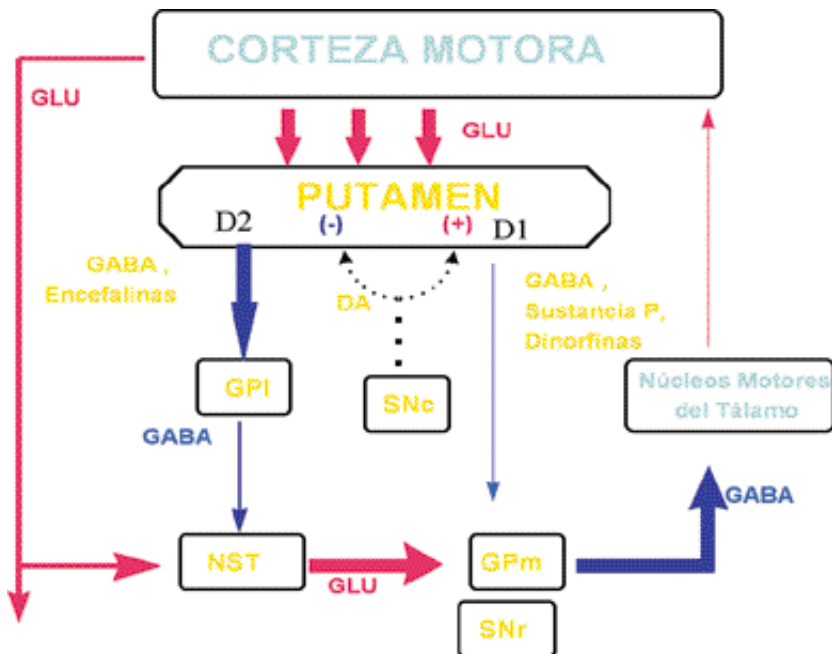 CORTEZA MOTORA
GLU
GLU
PUTAMEN
D2
(-)
(+)
D1
GABA ,
Encefalinas
DA
GABA ,
Sustancia P,
Dinorfinas
GPl
SNc
Núcleos Motores
del Tálamo
GABA
GABA
NST
GLU
GPm
SNr